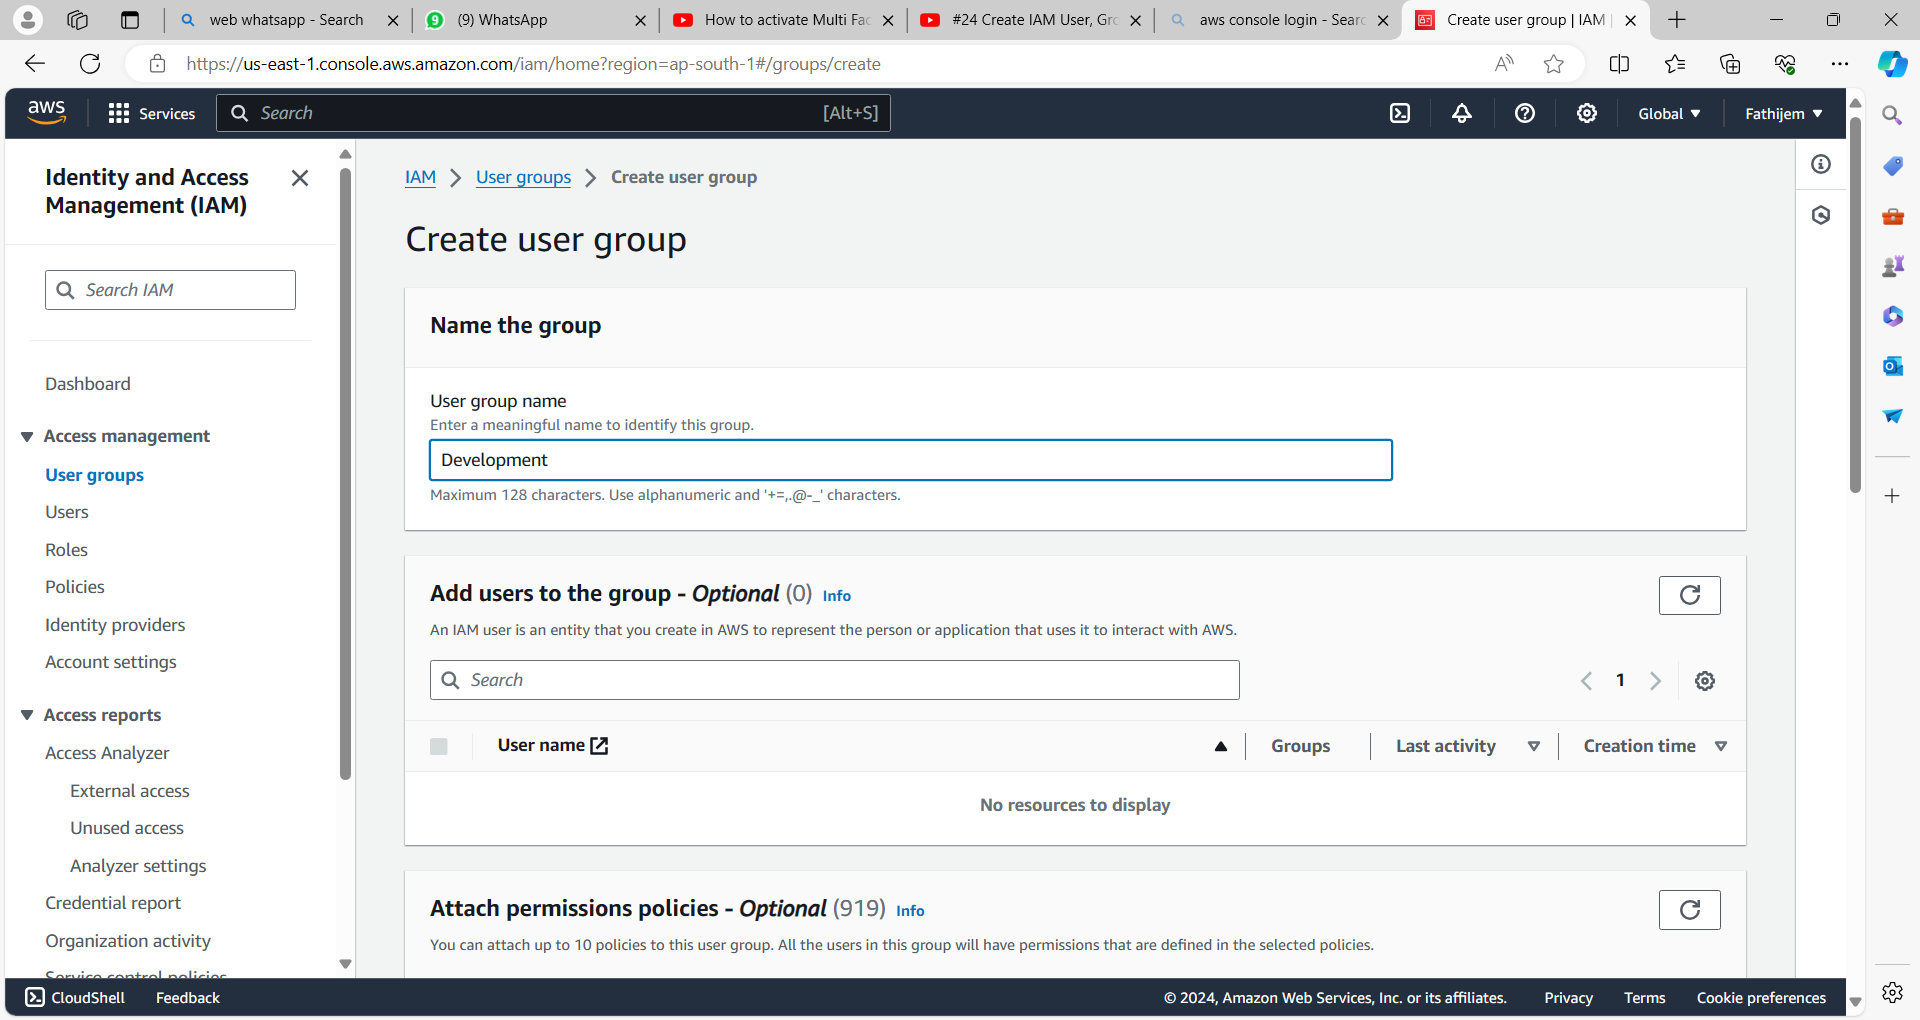 web whatsapp - Search
(9) WhatsApp
How to activate Multi Fac
#24 Create IAM User, Gro
aws console login - Searc
Create user group | IAM |
https://us-east-1.console.aws.amazon.com/iam/home?region=ap-south-1#/groups/create
aws
Services
Search
[Alt+S]
Global
Fathijem
Identity and Access
Management (IAM)
Search IAM
Dashboard
Access management
User groups
Users
Roles
Policies
Identity providers
Account settings
Access reports
Access Analyzer
External access
Unused access
Analyzer settings
Credential report
Organization activity
Service control policies
IAM > User groups > Create user group
Create user group
Name the group
User group name
Enter a meaningful name to identify this group.
Development
Maximum 128 characters. Use alphanumeric and '+=,.@-_' characters.
Add users to the group - Optional (0) Info
An IAM user is an entity that you create in AWS to represent the person or application that uses it to interact with AWS.
Search
1
User name
Groups
Last activity
Creation time
No resources to display
Attach permissions policies - Optional (919) Info
You can attach up to 10 policies to this user group. All the users in this group will have permissions that are defined in the selected policies.
CloudShell
Feedback
© 2024, Amazon Web Services, Inc. or its affiliates.
Privacy
Terms
Cookie preferences